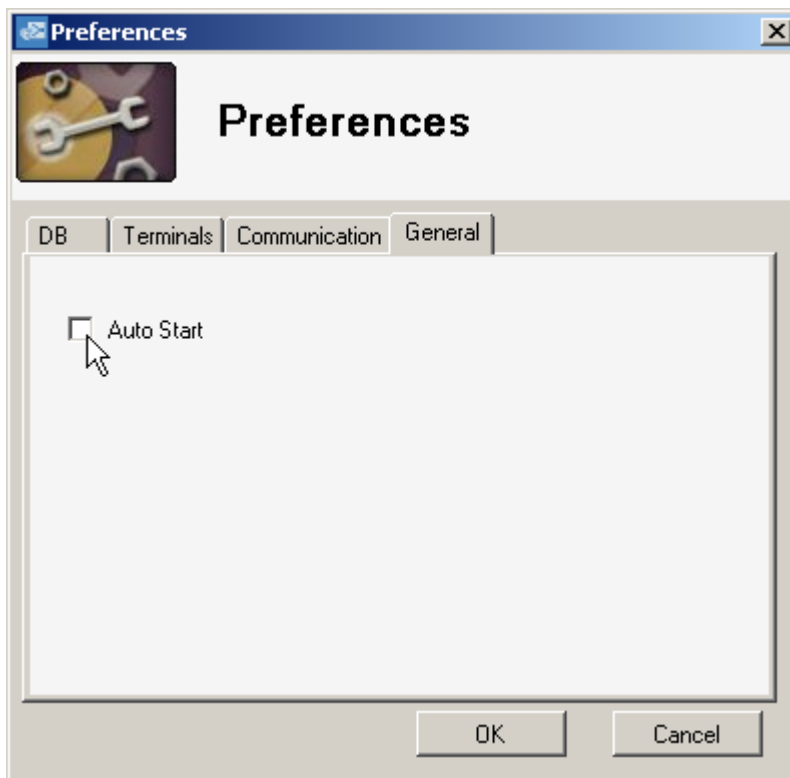 Preferences
Preferences
DB Terminals Communication General
Auto Start
OK Cancel